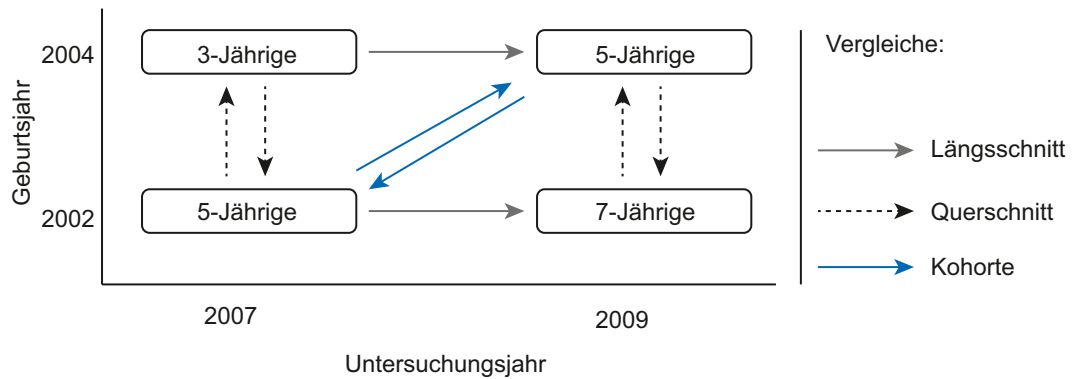 Geburtsjahr
2004
3-Jährige
5-Jährige
2002
5-Jährige
7-Jährige
2007
2009
Untersuchungsjahr
Vergleiche:
Längsschnitt
Querschnitt
Kohorte